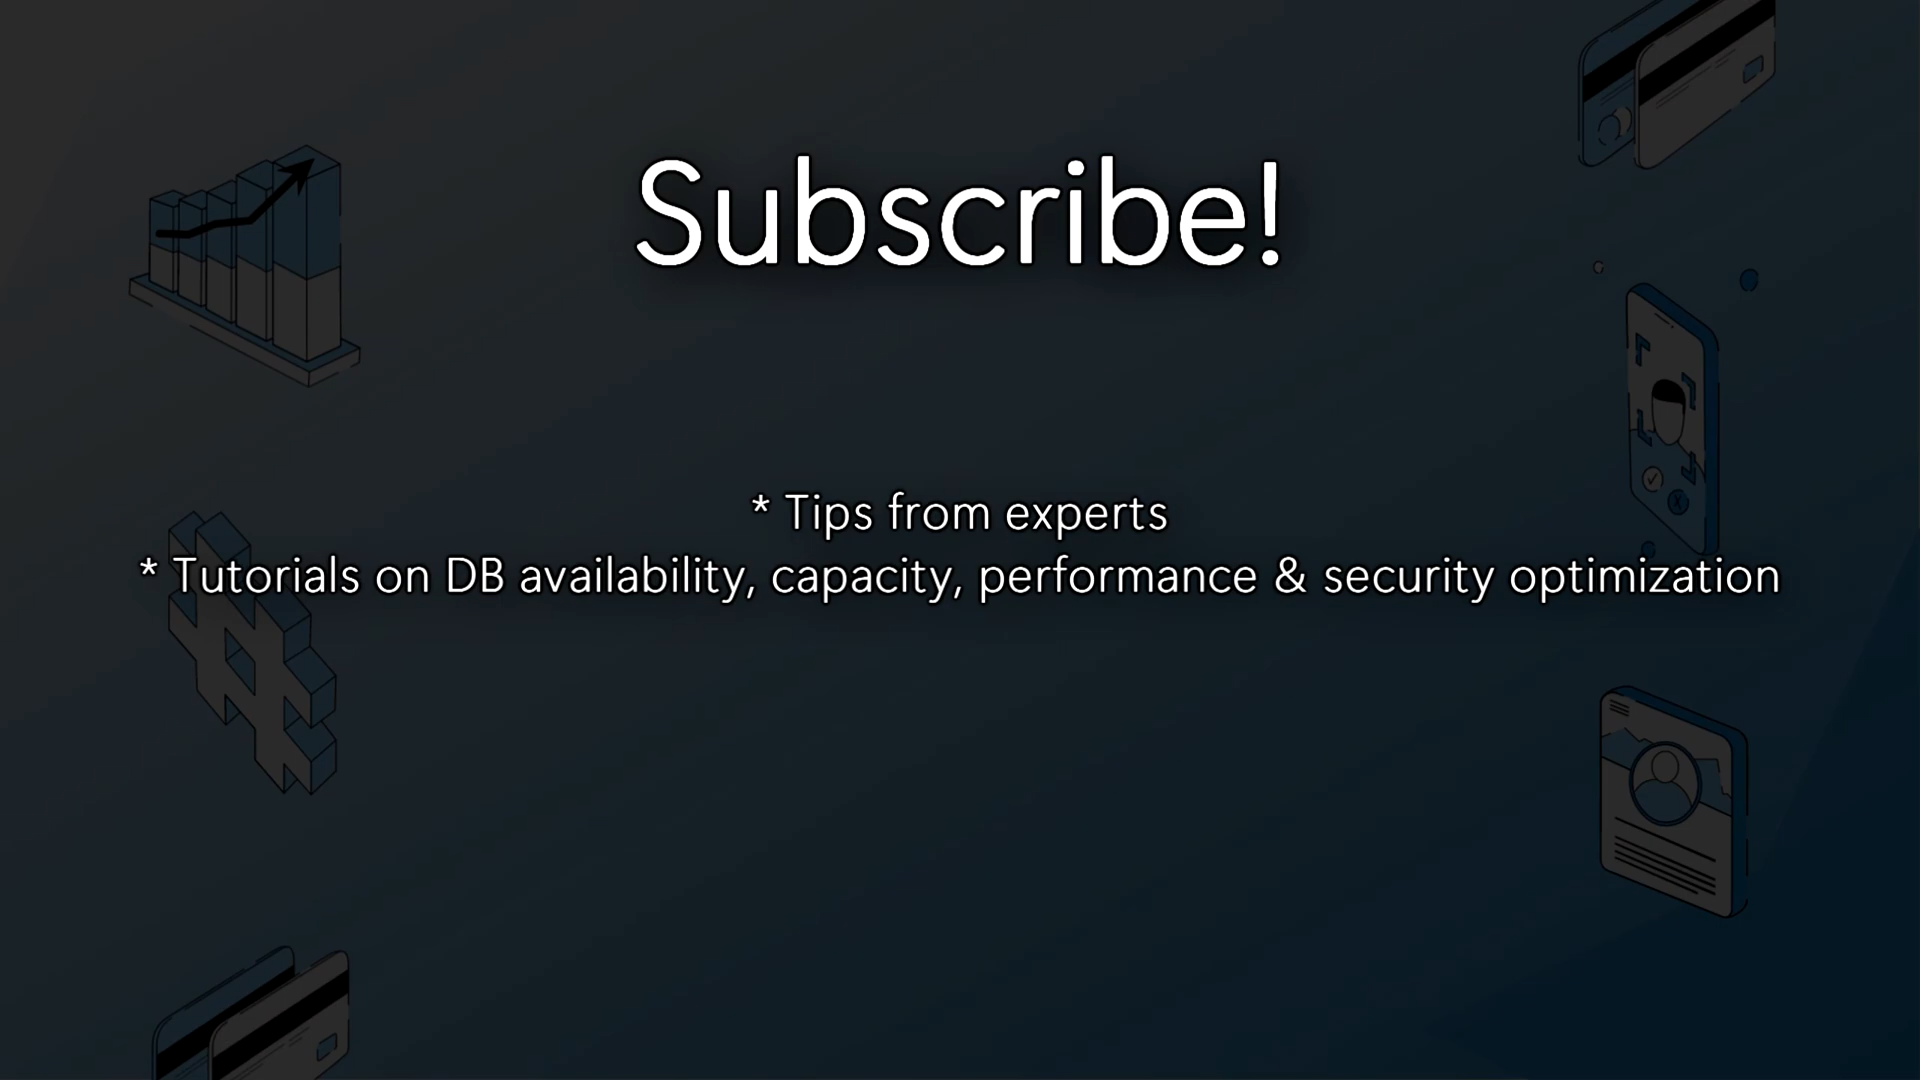 Subscribe!
* Tips from experts
* Tutorials on DB availability, capacity, performance & security optimization